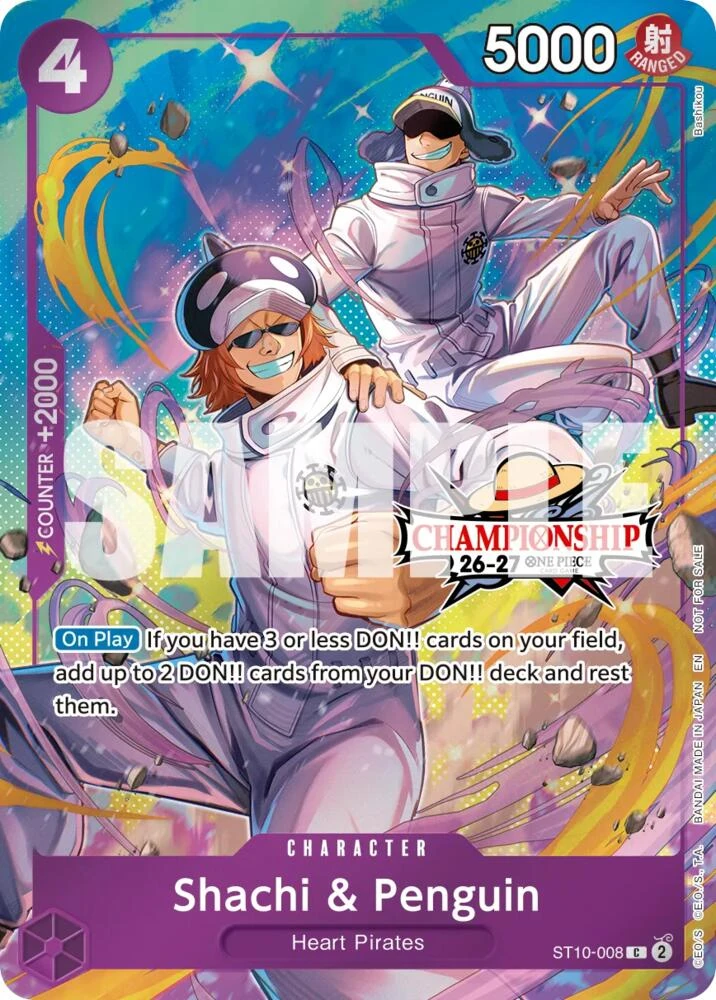 4
5000
射
RANGED
Bashikou
PENGUIN
COUNTER +2000
SAMPLE
CHAMPIONSHIP
26-27 ONE PIECE
CARD GAME
On Play If you have 3 or less DON!! cards on your field,
add up to 2 DON!! cards from your DON!! deck and rest
them.
CHARACTER
Shachi & Penguin
Heart Pirates
ST10-008 C 2
©E.O/S ©E.O./S., T.A. BANDAI MADE IN JAPAN EN NOT FOR SALE